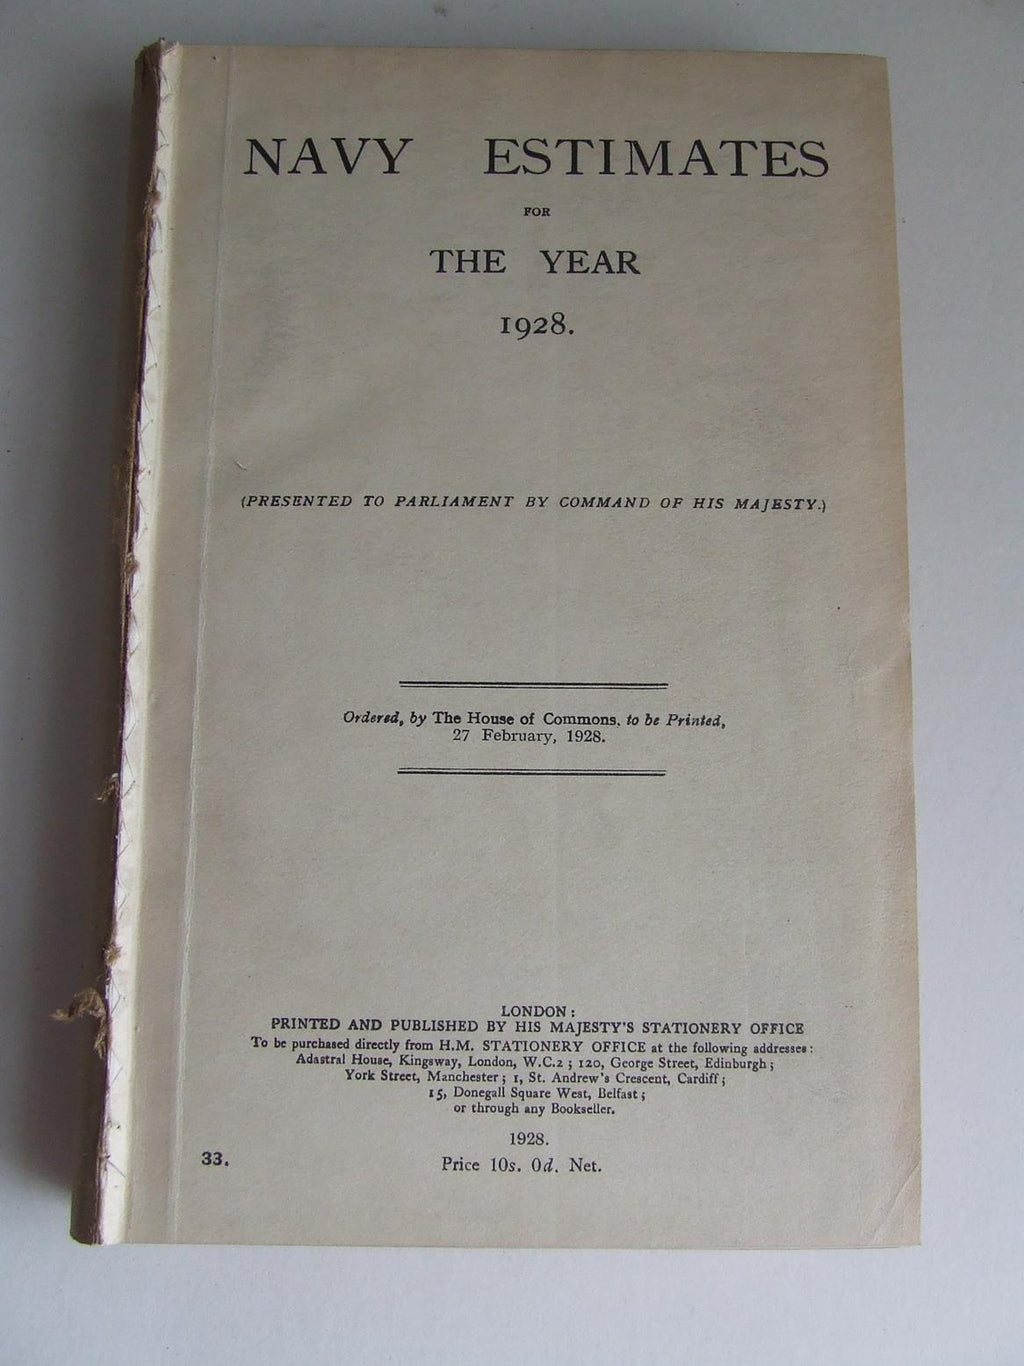 NAVY ESTIMATES
FOR
THE YEAR
1928.
(PRESENTED TO PARLIAMENT BY COMMAND OF HIS MAJESTY.)
Ordered, by The House of Commons, to be Printed,
27 February, 1928.
LONDON:
PRINTED AND PUBLISHED BY HIS MAJESTY'S STATIONERY OFFICE
To be purchased directly from H.M. STATIONERY OFFICE at the following addresses:
Adastral House, Kingsway, London, W.C.2; 120, George Street, Edinburgh;
York Street, Manchester; 1, St. Andrew's Crescent, Cardiff;
15, Donegall Square West, Belfast;
or through any Bookseller.
1928.
33.
Price 10s. 0d. Net.